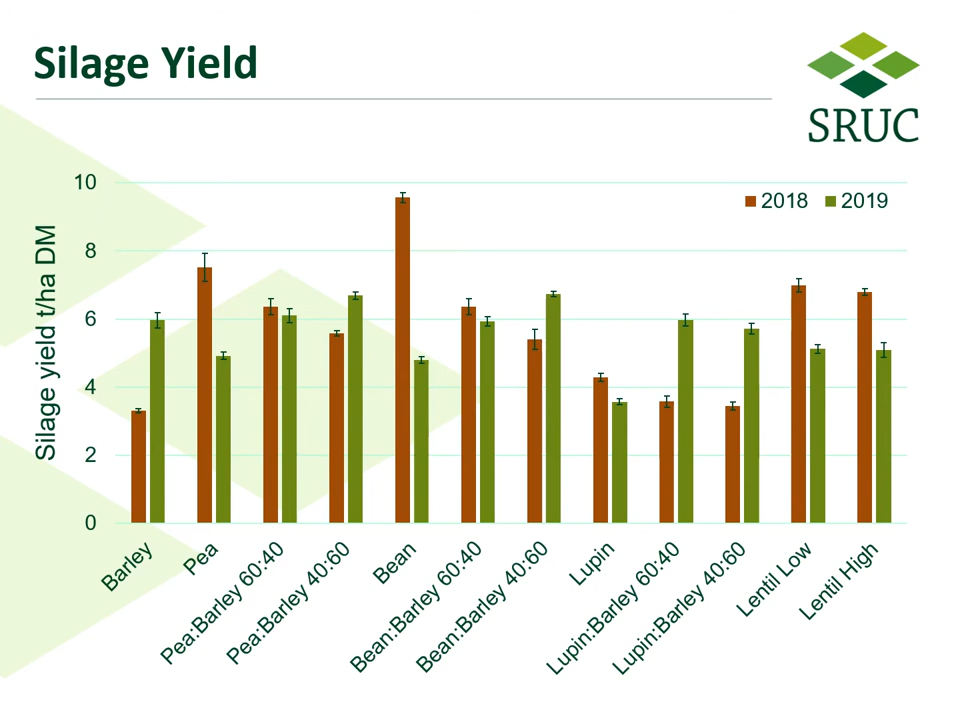 Silage Yield
SRUC
Silage yield t/ha DM
10
8
6
4
2
0
2018
2019
Barley
Pea
Pea:Barley 60:40
Pea:Barley 40:60
Bean
Bean:Barley 60:40
Bean:Barley 40:60
Lupin
Lupin:Barley 60:40
Lupin:Barley 40:60
Lentil Low
Lentil High